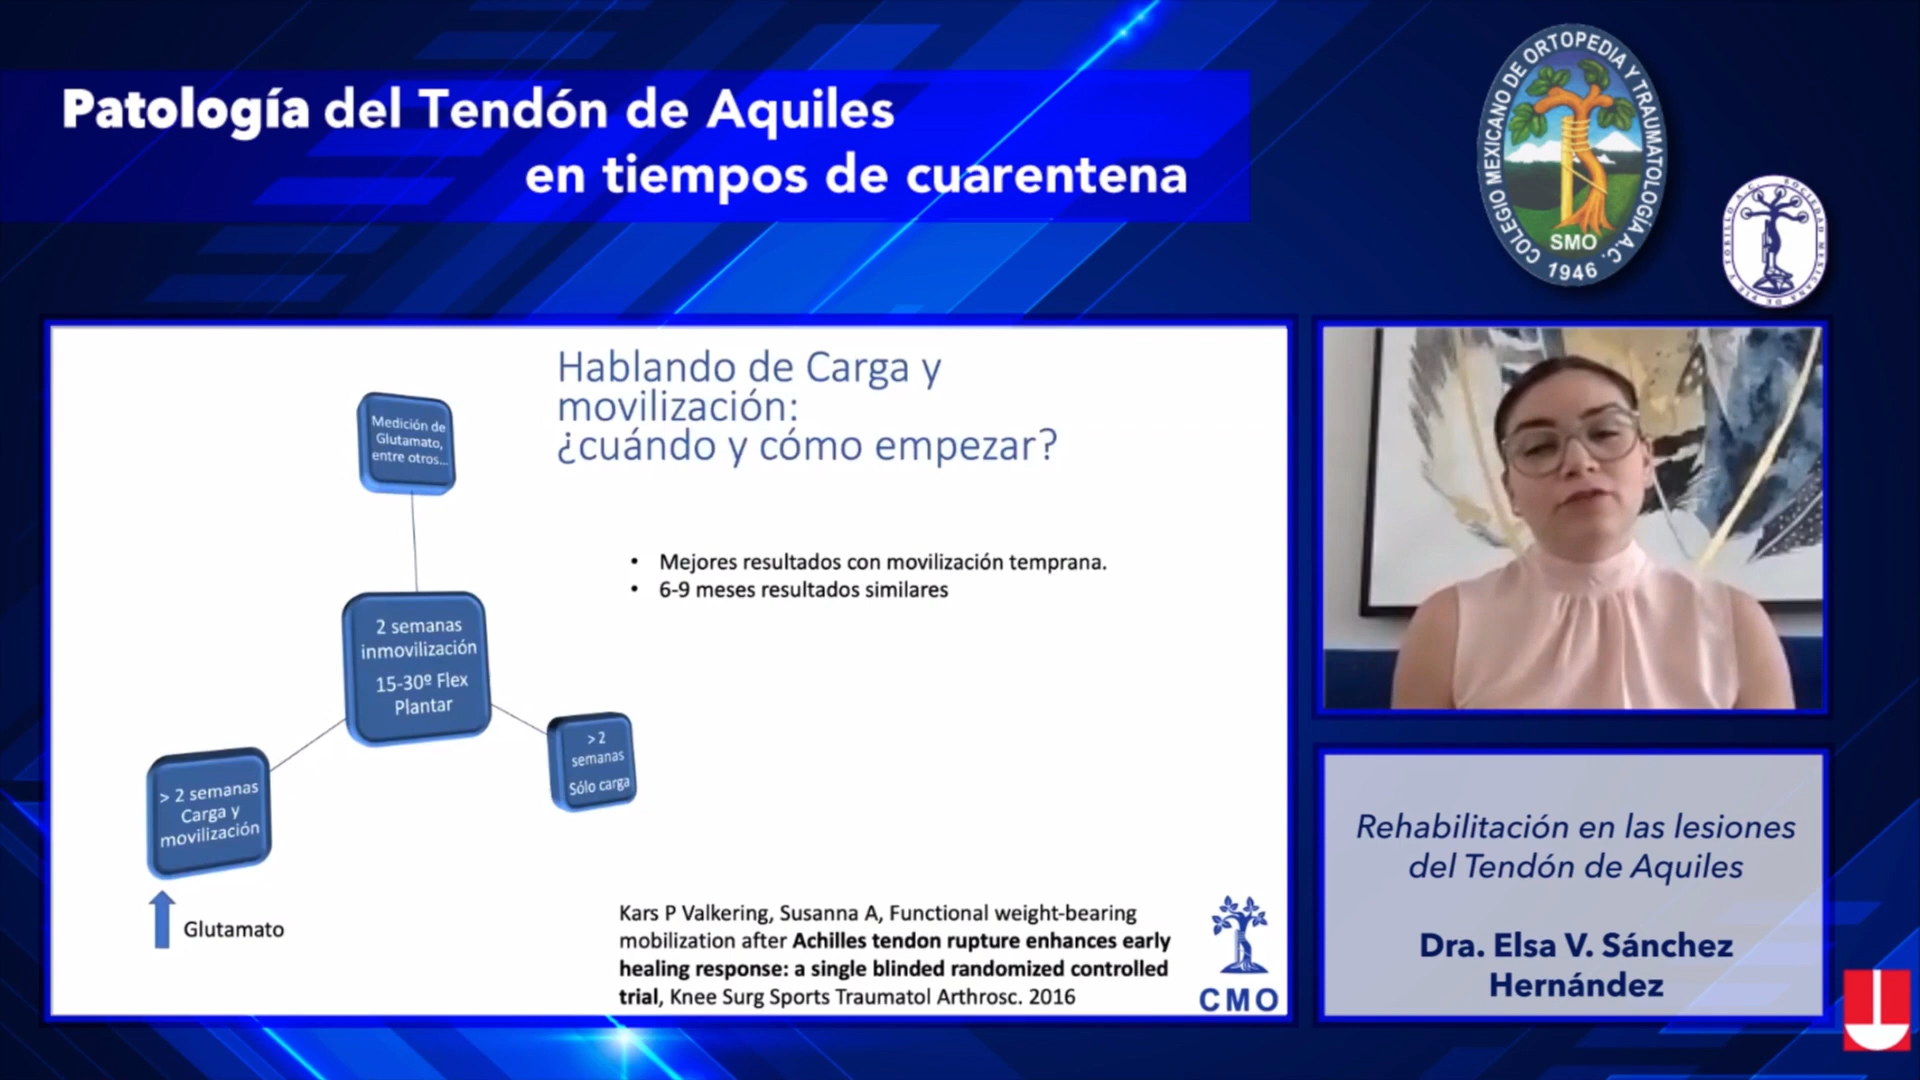 Patología del Tendón de Aquiles
en tiempos de cuarentena
COLEGIO MEXICANO DE ORTOPEDIA Y TRAUMATOLOGÍA A.C.
SMO
1946
Hablando de Carga y
movilización:
¿cuándo y cómo empezar?
Medición de
Glutamato,
entre otros...
• Mejores resultados con movilización temprana.
• 6-9 meses resultados similares
2 semanas
inmovilización
15-30º Flex
Plantar
> 2
semanas
Sólo carga
> 2 semanas
Carga y
movilización
Glutamato
Kars P Valkering, Susanna A, Functional weight-bearing
mobilization after Achilles tendon rupture enhances early
healing response: a single blinded randomized controlled
trial, Knee Surg Sports Traumatol Arthrosc. 2016
CMO
Rehabilitación en las lesiones
del Tendón de Aquiles
Dra. Elsa V. Sánchez
Hernández